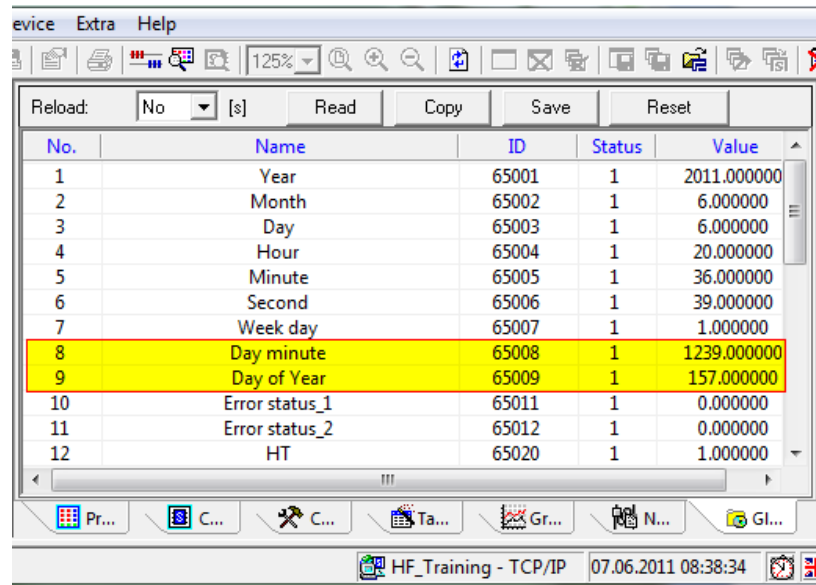 evice Extra Help
125%
Reload: No [s] Read Copy Save Reset
No. Name ID Status Value
1 Year 65001 1 2011.000000
2 Month 65002 1 6.000000
3 Day 65003 1 6.000000
4 Hour 65004 1 20.000000
5 Minute 65005 1 36.000000
6 Second 65006 1 39.000000
7 Week day 65007 1 1.000000
8 Day minute 65008 1 1239.000000
9 Day of Year 65009 1 157.000000
10 Error status_1 65011 1 0.000000
11 Error status_2 65012 1 0.000000
12 HT 65020 1 1.000000
Pr... C... C... Ta... Gr... N... Gl...
HF_Training - TCP/IP 07.06.2011 08:38:34